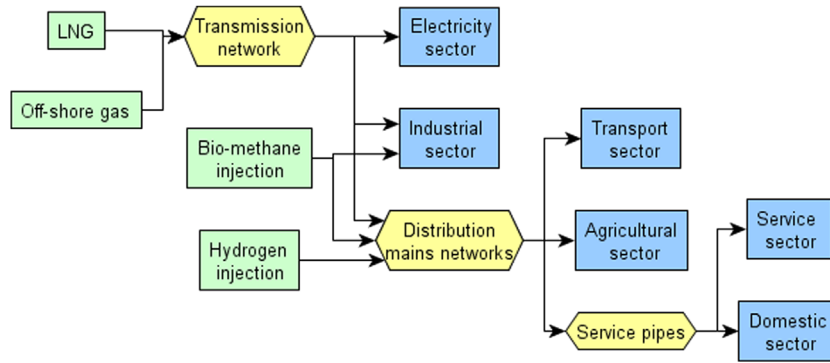 LNG
Transmission
network
Electricity
sector
Off-shore gas
Industrial
sector
Transport
sector
Bio-methane
injection
Distribution
mains networks
Agricultural
sector
Service
sector
Hydrogen
injection
Service pipes
Domestic
sector